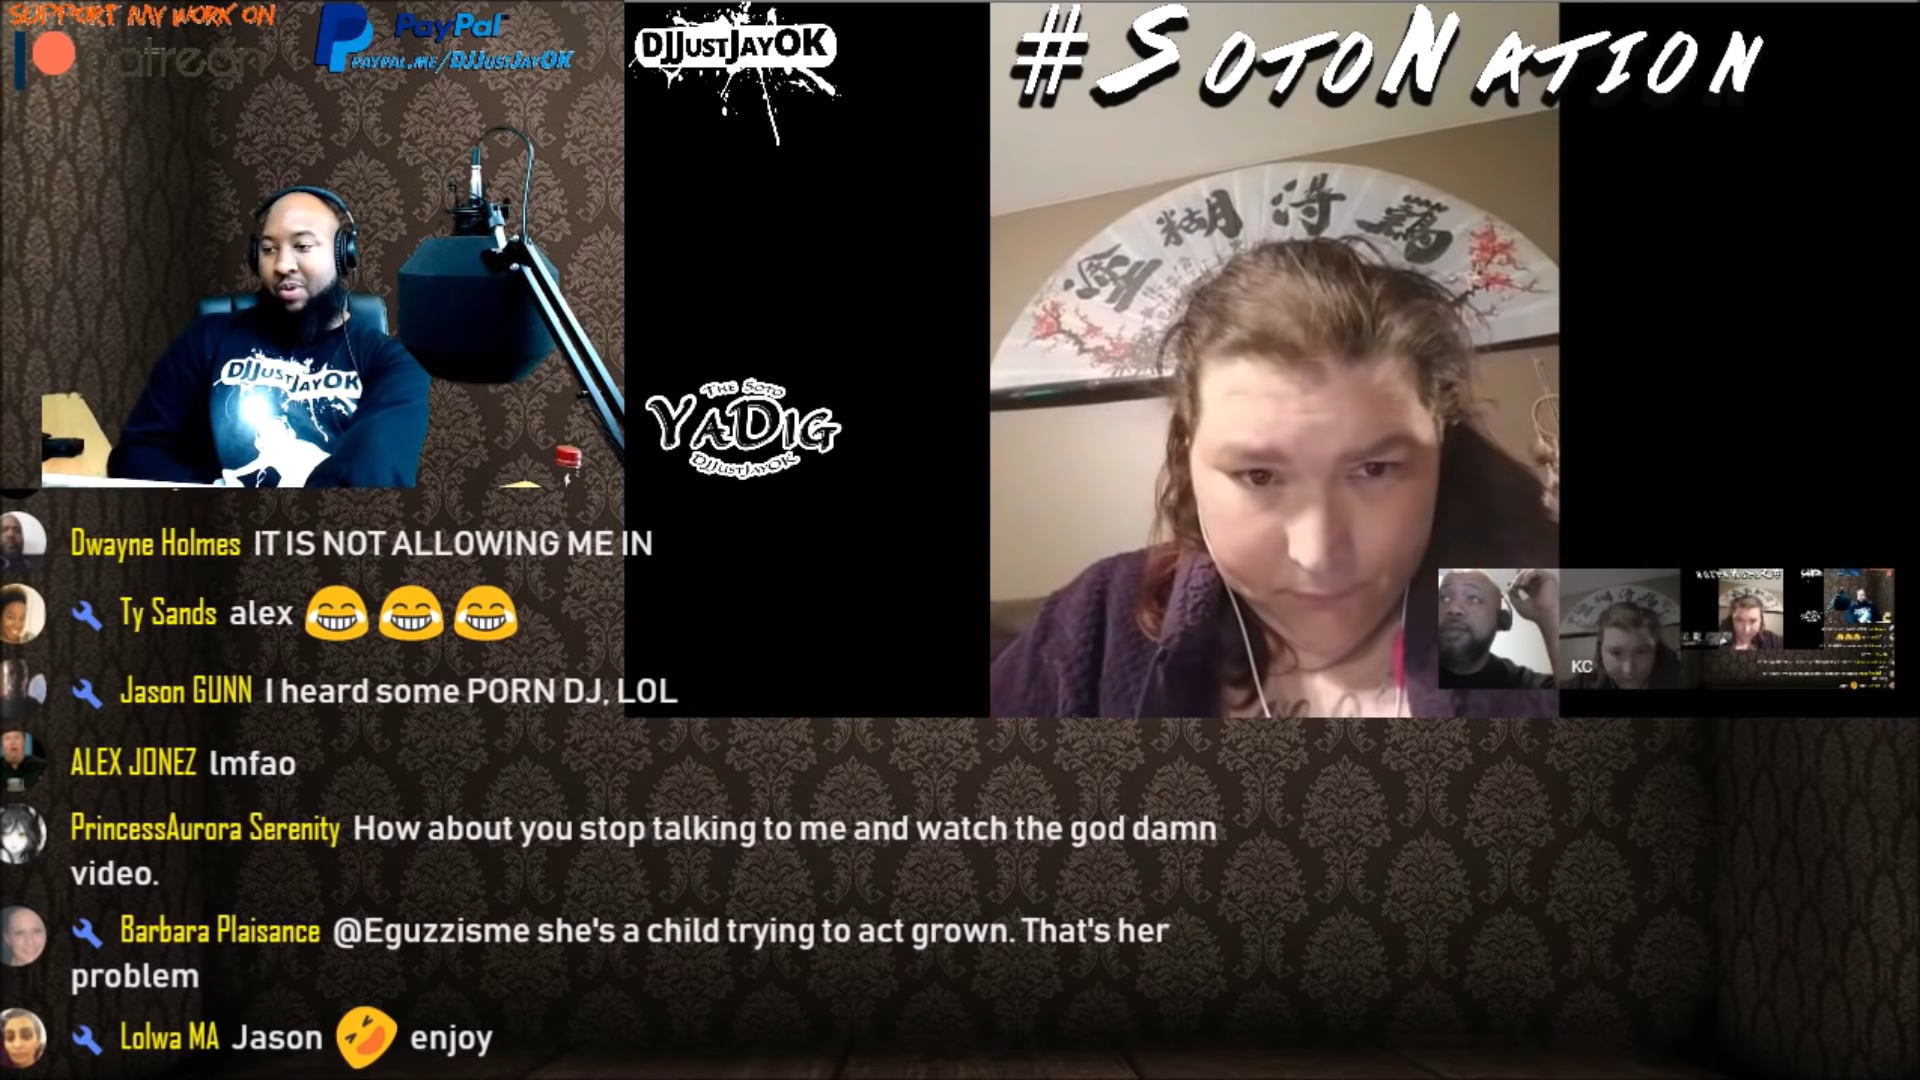 SUPPORT MY WORK ON
patreon
PayPal
PAYPAL.ME/DJJUSTJAYOK
DJJUSTJAYOK
#SOTONATION
糊 得
DJJUSTJAYOK
THE SOTO
YADIG
DJJUSTJAYOK
KC
Dwayne Holmes IT IS NOT ALLOWING ME IN
Ty Sands alex 😂😂😂
Jason GUNN I heard some PORN DJ, LOL
ALEX JONEZ lmfao
PrincessAurora Serenity How about you stop talking to me and watch the god damn
video.
Barbara Plaisance @Eguzzisme she's a child trying to act grown. That's her
problem
Lolwa MA Jason 🤣 enjoy